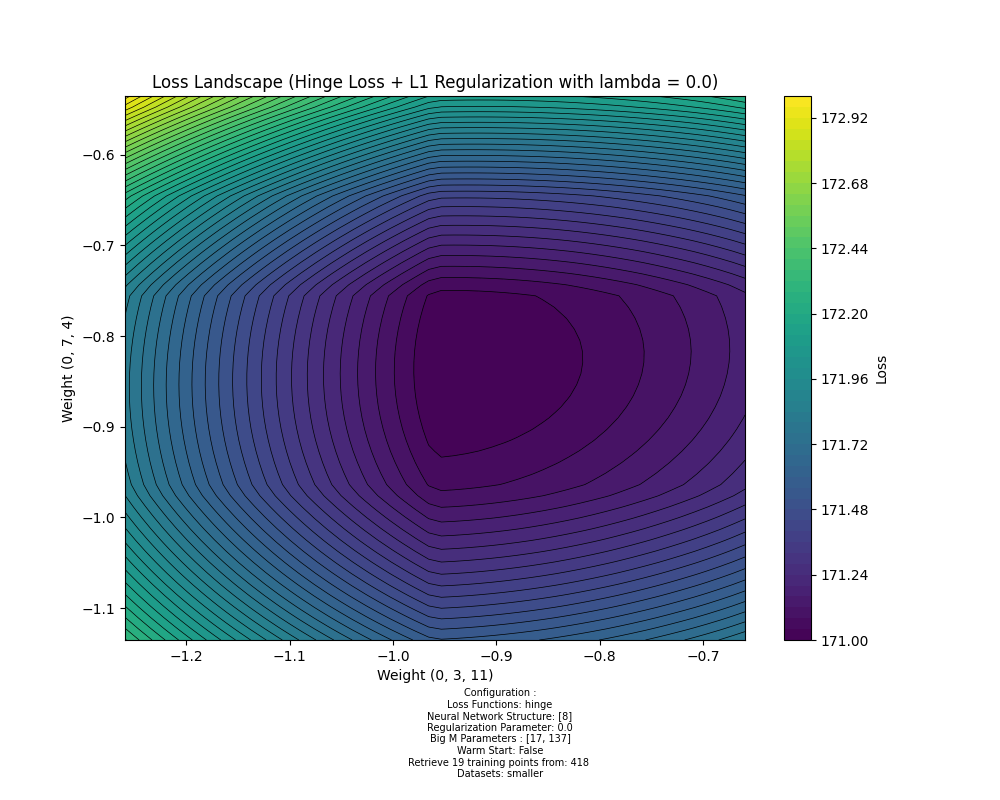 Loss Landscape (Hinge Loss + L1 Regularization with lambda = 0.0)
172.92
172.68
172.44
172.20
171.96
171.72
171.48
171.24
171.00
Loss
−0.6
−0.7
−0.8
−0.9
−1.0
−1.1
Weight (0, 7, 4)
−1.2 −1.1 −1.0 −0.9 −0.8 −0.7
Weight (0, 3, 11)
Configuration :
Loss Functions: hinge
Neural Network Structure: [8]
Regularization Parameter: 0.0
Big M Parameters : [17, 137]
Warm Start: False
Retrieve 19 training points from: 418
Datasets: smaller